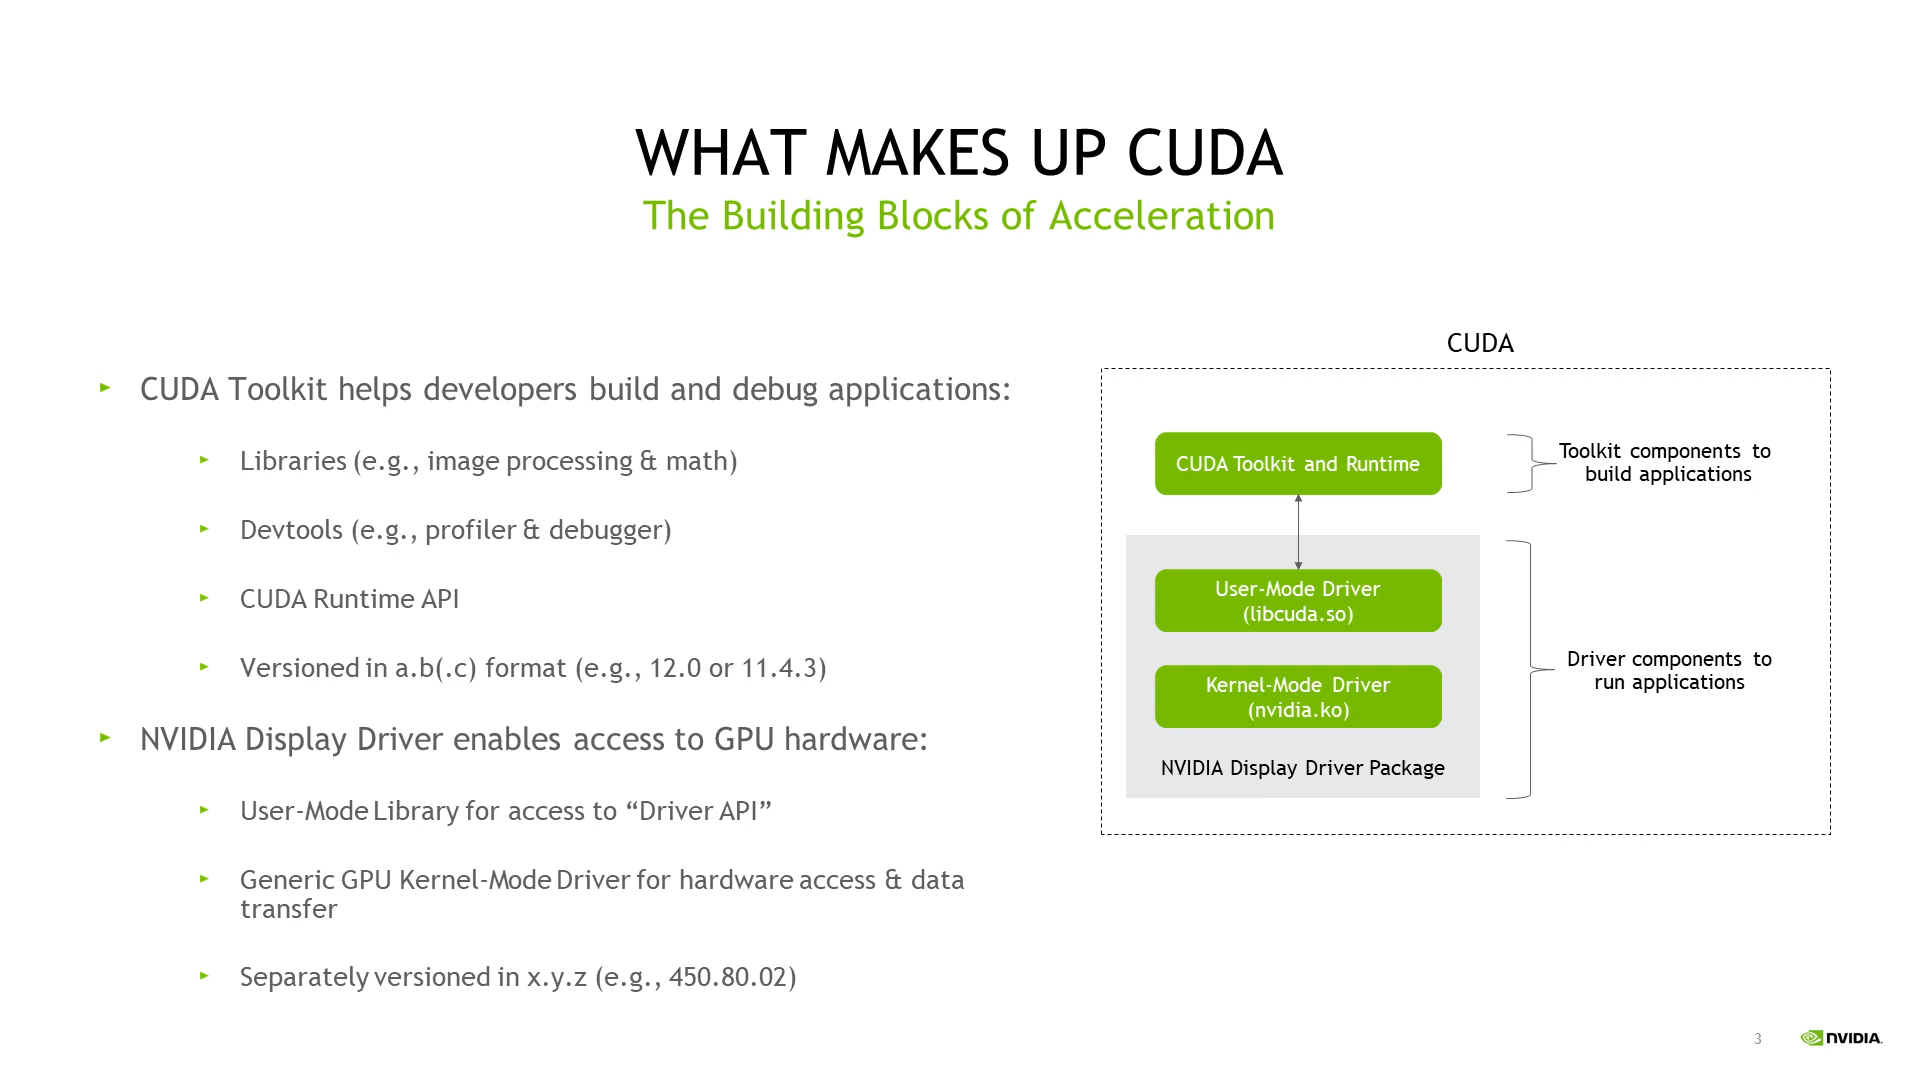 WHAT MAKES UP CUDA
The Building Blocks of Acceleration
CUDA Toolkit helps developers build and debug applications:
Libraries (e.g., image processing & math)
Devtools (e.g., profiler & debugger)
CUDA Runtime API
Versioned in a.b(.c) format (e.g., 12.0 or 11.4.3)
NVIDIA Display Driver enables access to GPU hardware:
User-Mode Library for access to “Driver API”
Generic GPU Kernel-Mode Driver for hardware access & data
transfer
Separately versioned in x.y.z (e.g., 450.80.02)
CUDA
CUDA Toolkit and Runtime
Toolkit components to
build applications
User-Mode Driver
(libcuda.so)
Kernel-Mode Driver
(nvidia.ko)
NVIDIA Display Driver Package
Driver components to
run applications
3
NVIDIA.